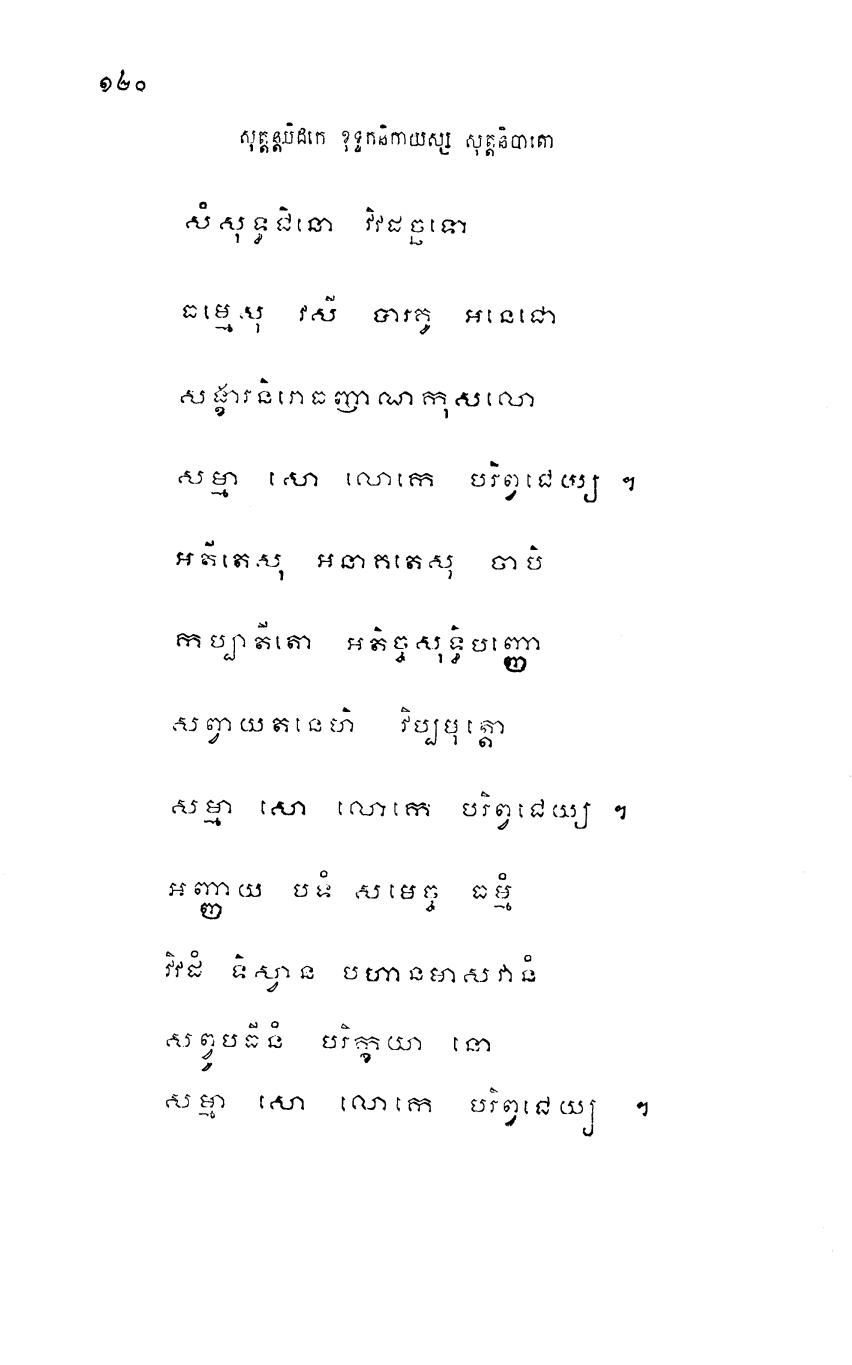 ១៤០
សុត្តន្តបិដកេ ខុទ្ទកនិកាយស្ស សុត្តនិបាតោ
សំសុទ្ធជិនោ វិវដច្ឆទោ
ធម្មេសុ វសី បារគូ អនេជោ
សង្ខារនិរោធញាណកុសលោ
សម្មា សោ លោកេ បរិព្វជេយ្យ ។
អតីតេសុ អនាគតេសុ ចាបិ
កប្បាតីតោ អតិច្ចសុទ្ធិបញ្ញោ
សព្វាយតនេហិ វិប្បមុត្តោ
សម្មា សោ លោកេ បរិព្វជេយ្យ ។
អញ្ញាយ បទំ សមេច្ច ធម្មំ
វិវដំ ទិស្វាន បហានមាសវានំ
សព្វូបធីនំ បរិក្ខយា នោ
សម្មា សោ លោកេ បរិព្វជេយ្យ ។